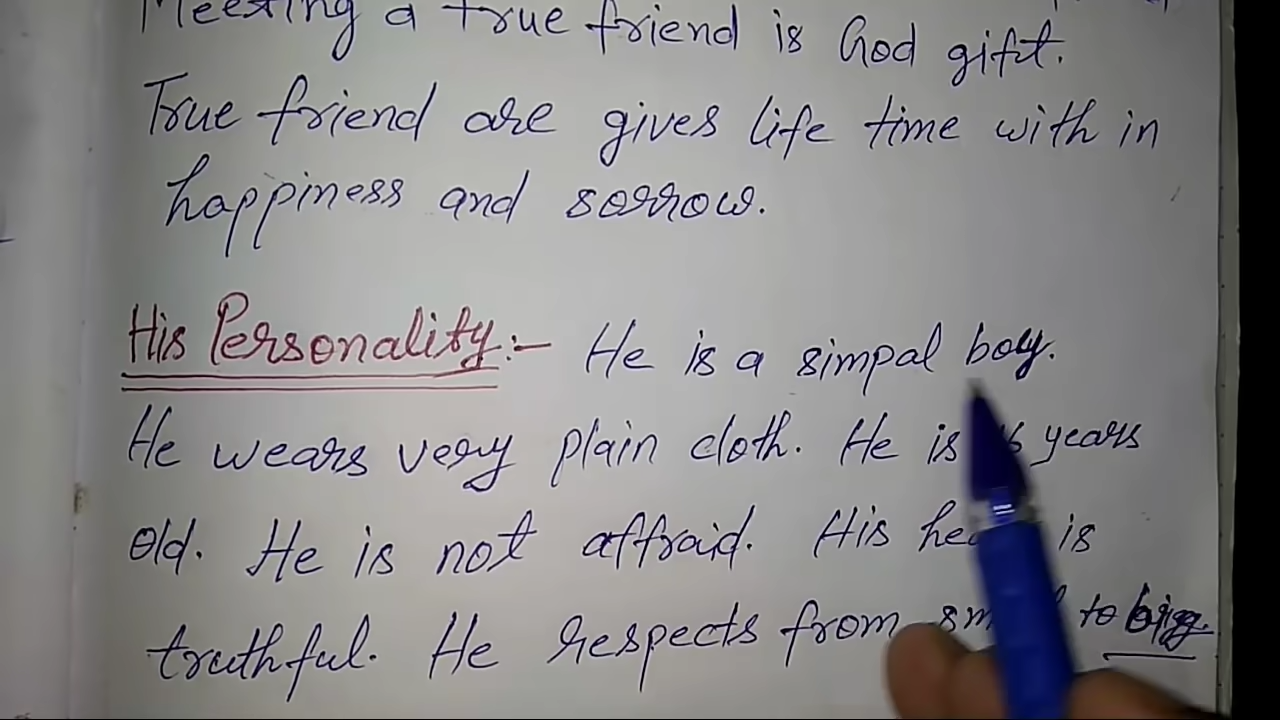 Meeting a true friend is God gift.
True friend are gives life time with in
happiness and sorrow.
His Personality:- He is a simpal boy.
He wears very plain cloth. He is years
old. He is not affraid. His is
truthful. He respects from to